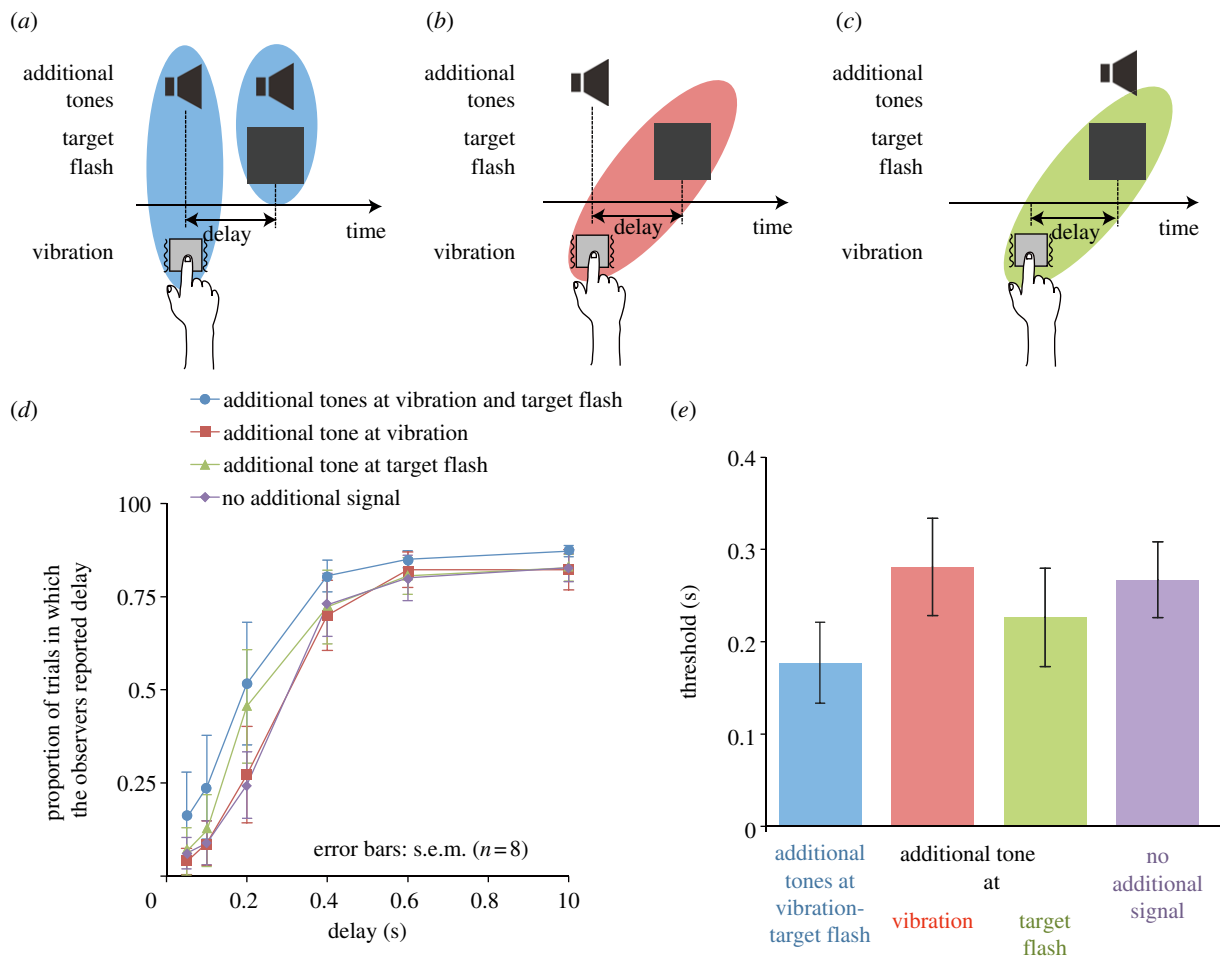 (a)
additional
tones
target
flash
delay
time
vibration
(b)
additional
tones
target
flash
delay
time
vibration
(c)
additional
tones
target
flash
delay
time
vibration
(d)
additional tones at vibration and target flash
additional tone at vibration
additional tone at target flash
no additional signal
proportion of trials in which
the observers reported delay
100
0.75
0.5
0.25
error bars: s.e.m. (n=8)
0
0.2
0.4
0.6
0.8
10
delay (s)
(e)
threshold (s)
0.4
0.3
0.2
0.1
0
additional
tones at
vibration-
target flash
additional tone
at
vibration
target
flash
no
additional
signal